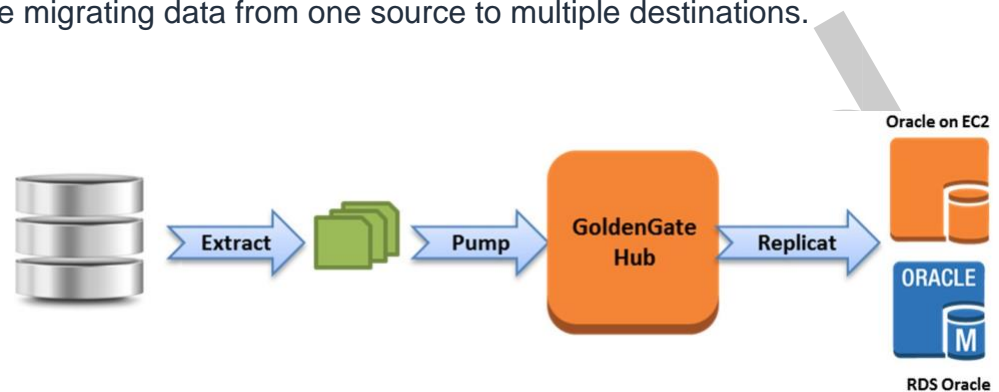 e migrating data from one source to multiple destinations.
Oracle on EC2
Extract
Pump
GoldenGate
Hub
Replicat
ORACLE
M
RDS Oracle